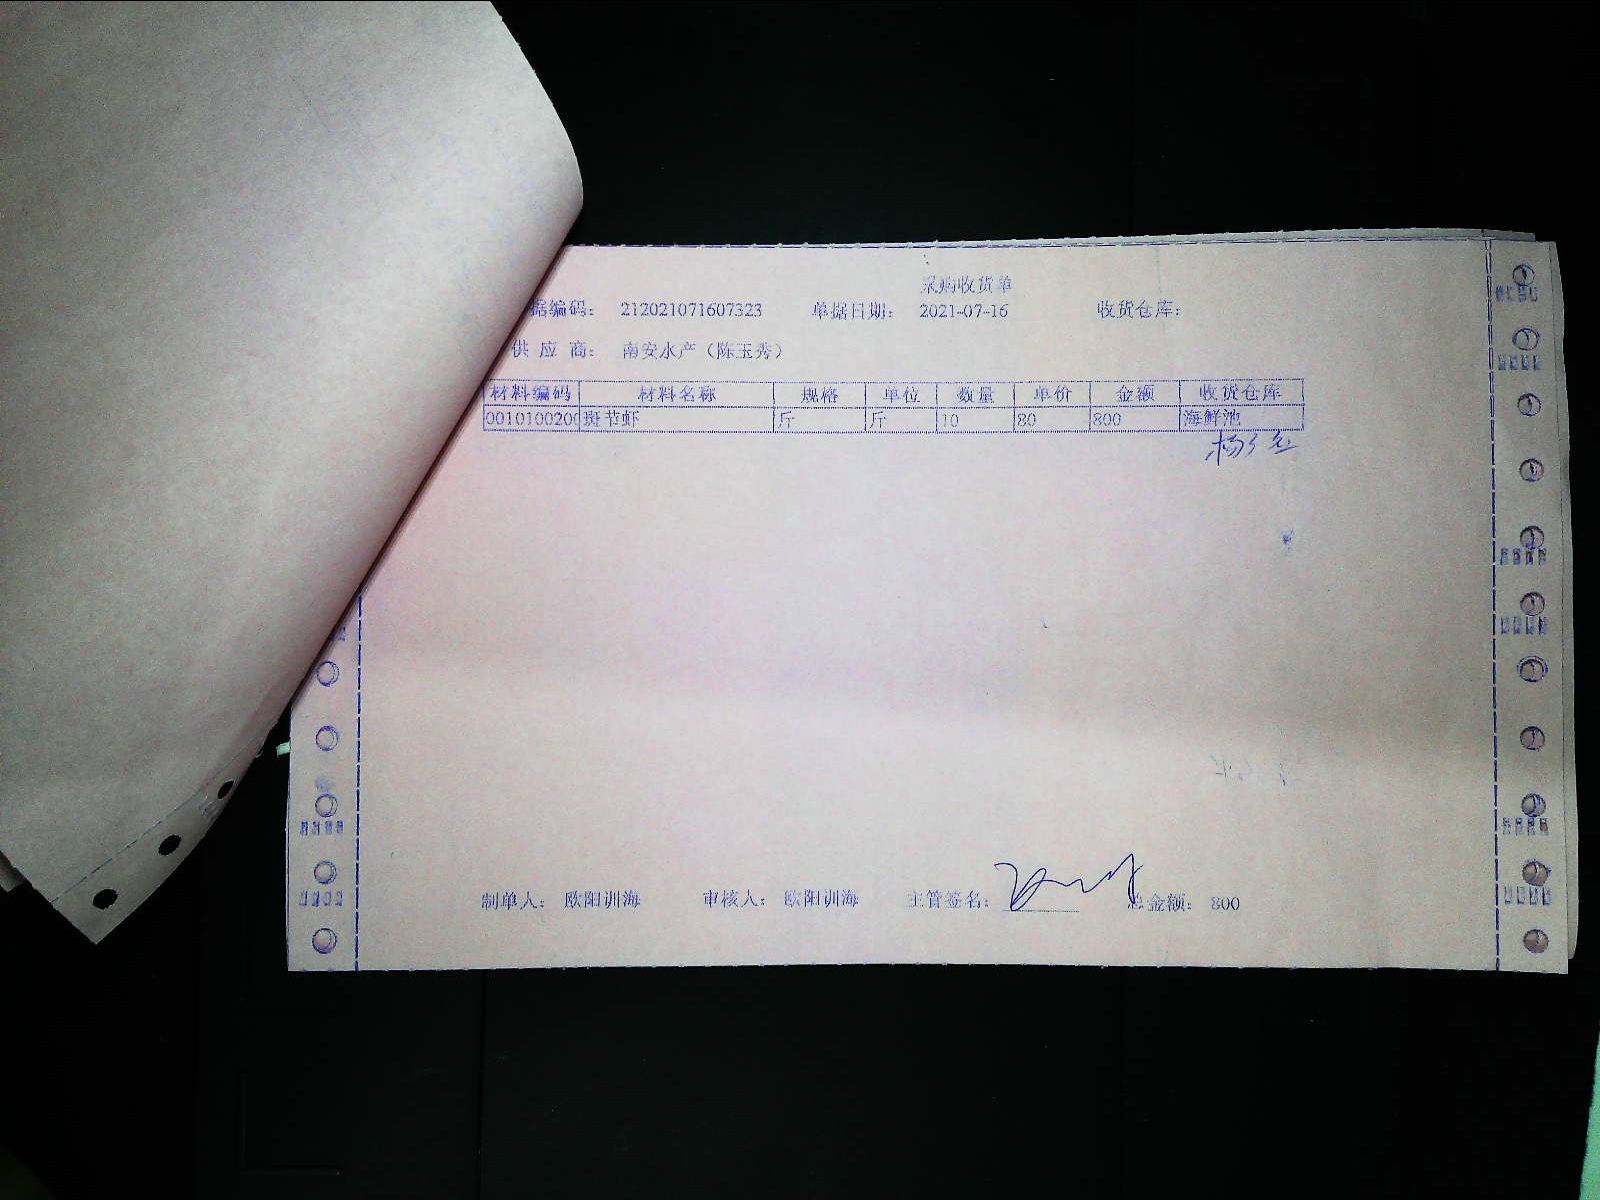 采购收货单
据编码： 212021071607323 单据日期： 2021-07-16 收货仓库：
供 应 商： 南安水产（陈玉秀）
材料编码 材料名称 规格 单位 数量 单价 金额 收货仓库
0010100200 斑节虾 斤 斤 10 80 800 海鲜池
制单人： 欧阳训海 审核人： 欧阳训海 主管签名： 总金额： 800